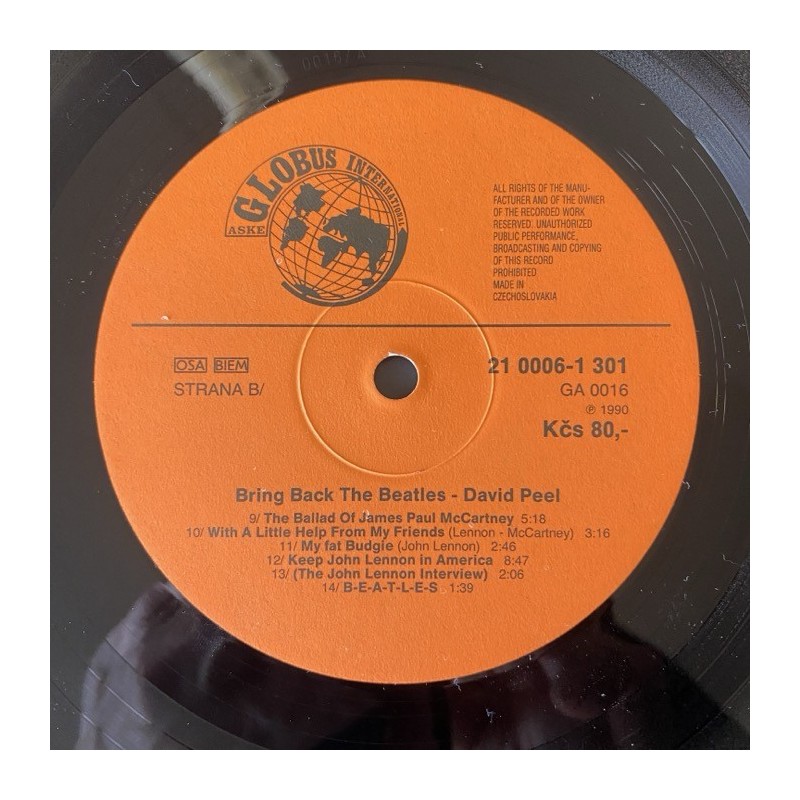 0016/A
ASKE GLOBUS INTERNATIONAL
ALL RIGHTS OF THE MANU-
FACTURER AND OF THE OWNER
OF THE RECORDED WORK
RESERVED. UNAUTHORIZED
PUBLIC PERFORMANCE,
BROADCASTING AND COPYING
OF THIS RECORD
PROHIBITED
MADE IN
CZECHOSLOVAKIA
OSA BIEM
STRANA B/
21 0006-1 301
GA 0016
℗ 1990
Kčs 80,-
Bring Back The Beatles - David Peel
9/ The Ballad Of James Paul McCartney 5:18
10/ With A Little Help From My Friends (Lennon - McCartney) 3:16
11/ My fat Budgie (John Lennon) 2:46
12/ Keep John Lennon in America 8:47
13/ (The John Lennon Interview) 2:06
14/ B-E-A-T-L-E-S 1:39